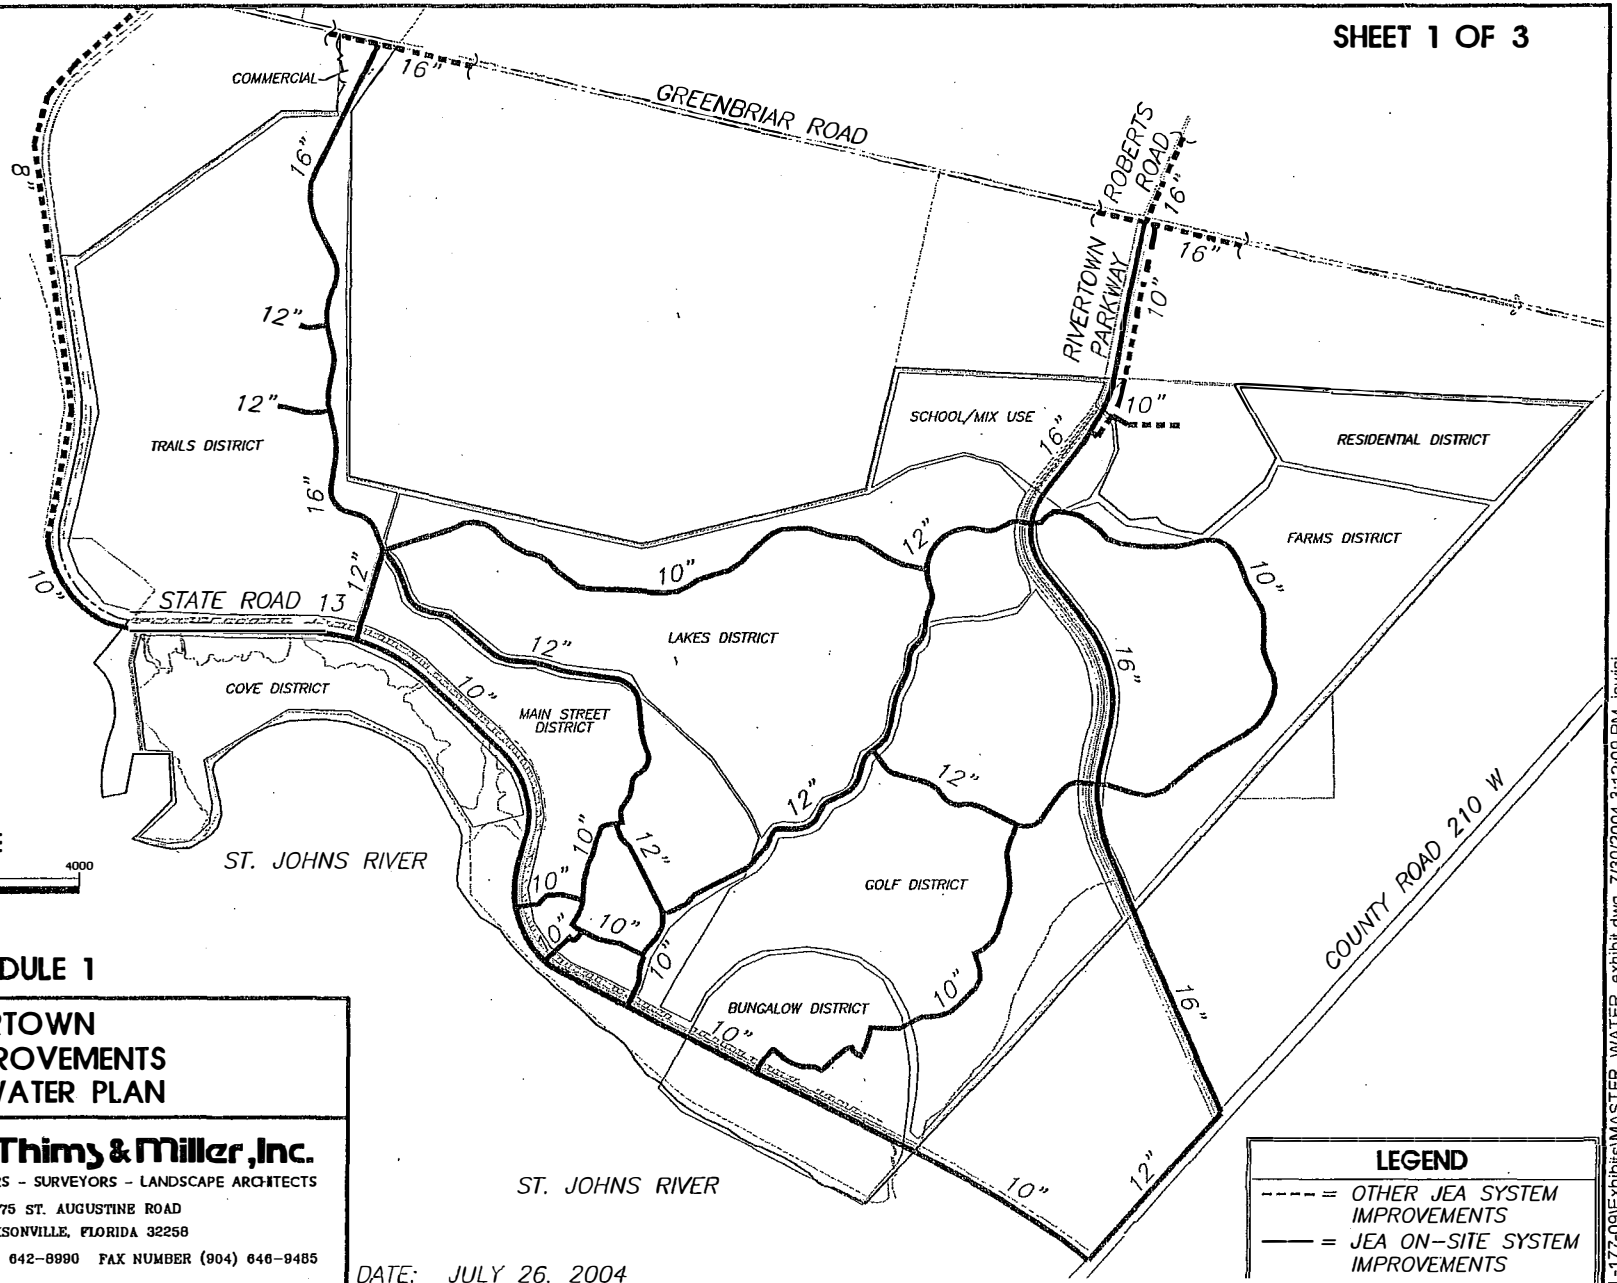 SHEET 1 OF 3
COMMERCIAL
16"
GREENBRIAR ROAD
ROBERTS
ROAD
16"
16"
16"
8"
RIVERTOWN
PARKWAY
10"
12"
12"
TRAILS DISTRICT
SCHOOL/MIX USE
16"
10"
RESIDENTIAL DISTRICT
16"
12"
FARMS DISTRICT
10"
10"
12"
10"
STATE ROAD 13
12"
LAKES DISTRICT
16"
COVE DISTRICT
10"
MAIN STREET
DISTRICT
12"
12"
10"
12"
ST. JOHNS RIVER
4000
10"
GOLF DISTRICT
COUNTY ROAD 210 W
10"
10"
10"
10"
16"
BUNGALOW DISTRICT
10"
DULE 1
RTOWN
ROVEMENTS
WATER PLAN
Thims & Miller, Inc.
RS - SURVEYORS - LANDSCAPE ARCHITECTS
75 ST. AUGUSTINE ROAD
SONVILLE, FLORIDA 32258
642-8990 FAX NUMBER (904) 646-9485
ST. JOHNS RIVER
10"
12"
DATE: JULY 26, 2004
LEGEND
= OTHER JEA SYSTEM
IMPROVEMENTS
= JEA ON-SITE SYSTEM
IMPROVEMENTS